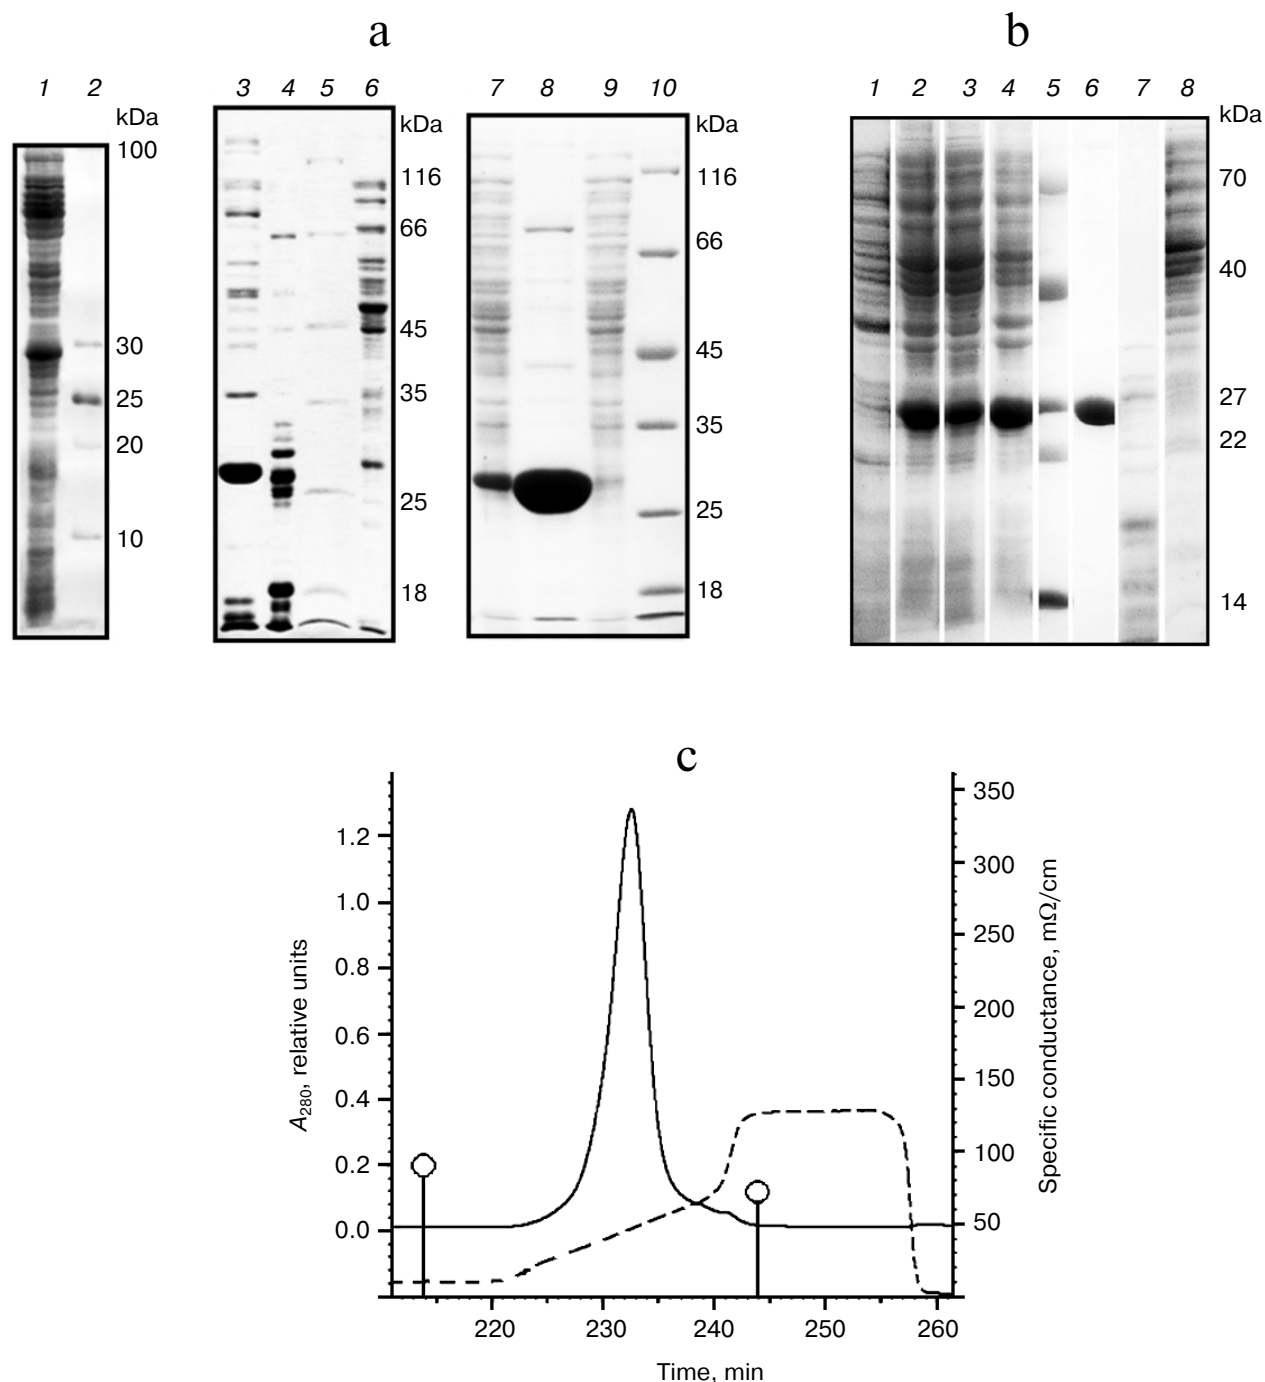 a
b
1 2
kDa
100
30
25
20
10
3 4 5 6
kDa
116
66
45
35
25
18
7 8 9 10
kDa
116
66
45
35
25
18
1 2 3 4 5 6 7 8
kDa
70
40
27
22
14
c
A280, relative units
1.2
1.0
0.8
0.6
0.4
0.2
0.0
350
300
250
200
150
100
50
Specific conductance, mΩ/cm
220 230 240 250 260
Time, min